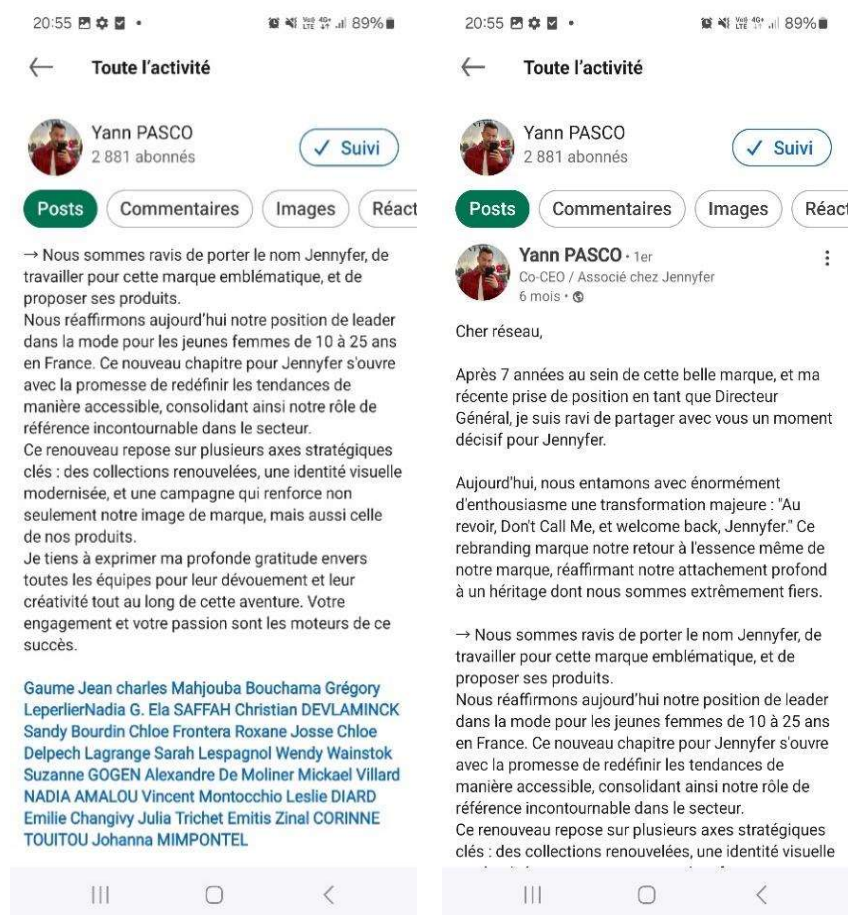 20:55
89%
Toute l'activité
Yann PASCO
2 881 abonnés
✓ Suivi
Posts
Commentaires
Images
Réact
→ Nous sommes ravis de porter le nom Jennyfer, de
travailler pour cette marque emblématique, et de
proposer ses produits.
Nous réaffirmons aujourd'hui notre position de leader
dans la mode pour les jeunes femmes de 10 à 25 ans
en France. Ce nouveau chapitre pour Jennyfer s'ouvre
avec la promesse de redéfinir les tendances de
manière accessible, consolidant ainsi notre rôle de
référence incontournable dans le secteur.
Ce renouveau repose sur plusieurs axes stratégiques
clés : des collections renouvelées, une identité visuelle
modernisée, et une campagne qui renforce non
seulement notre image de marque, mais aussi celle
de nos produits.
Je tiens à exprimer ma profonde gratitude envers
toutes les équipes pour leur dévouement et leur
créativité tout au long de cette aventure. Votre
engagement et votre passion sont les moteurs de ce
succès.
Gaume Jean charles Mahjouba Bouchama Grégory
LeperlierNadia G. Ela SAFFAH Christian DEVLAMINCK
Sandy Bourdin Chloe Frontera Roxane Josse Chloe
Delpech Lagrange Sarah Lespagnol Wendy Wainstok
Suzanne GOGEN Alexandre De Moliner Mickael Villard
NADIA AMALOU Vincent Montocchio Leslie DIARD
Emilie Changivy Julia Trichet Emitis Zinal CORINNE
TOUITOU Johanna MIMPONTEL
20:55
89%
Toute l'activité
Yann PASCO
2 881 abonnés
✓ Suivi
Posts
Commentaires
Images
Réact
Yann PASCO • 1er
Co-CEO / Associé chez Jennyfer
6 mois •
Cher réseau,
Après 7 années au sein de cette belle marque, et ma
récente prise de position en tant que Directeur
Général, je suis ravi de partager avec vous un moment
décisif pour Jennyfer.
Aujourd'hui, nous entamons avec énormément
d'enthousiasme une transformation majeure : "Au
revoir, Don't Call Me, et welcome back, Jennyfer." Ce
rebranding marque notre retour à l'essence même de
notre marque, réaffirmant notre attachement profond
à un héritage dont nous sommes extrêmement fiers.
→ Nous sommes ravis de porter le nom Jennyfer, de
travailler pour cette marque emblématique, et de
proposer ses produits.
Nous réaffirmons aujourd'hui notre position de leader
dans la mode pour les jeunes femmes de 10 à 25 ans
en France. Ce nouveau chapitre pour Jennyfer s'ouvre
avec la promesse de redéfinir les tendances de
manière accessible, consolidant ainsi notre rôle de
référence incontournable dans le secteur.
Ce renouveau repose sur plusieurs axes stratégiques
clés : des collections renouvelées, une identité visuelle